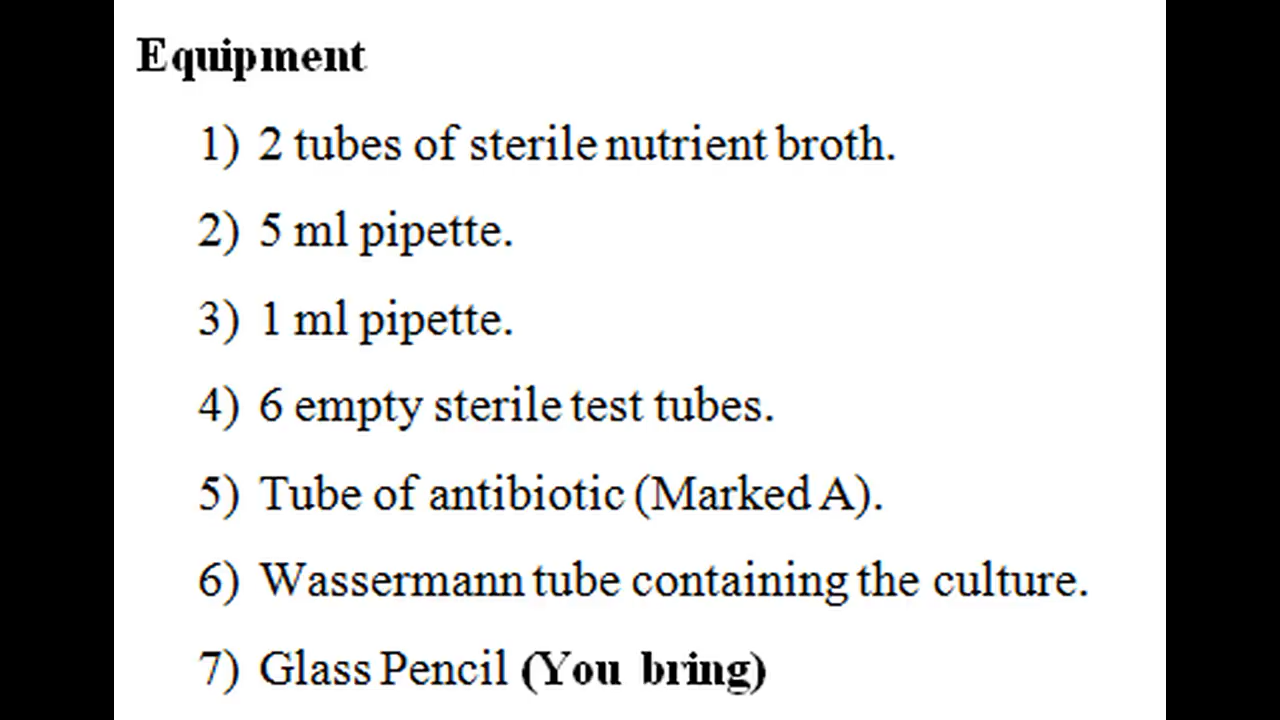 Equipment
1) 2 tubes of sterile nutrient broth.
2) 5 ml pipette.
3) 1 ml pipette.
4) 6 empty sterile test tubes.
5) Tube of antibiotic (Marked A).
6) Wassermann tube containing the culture.
7) Glass Pencil (You bring)